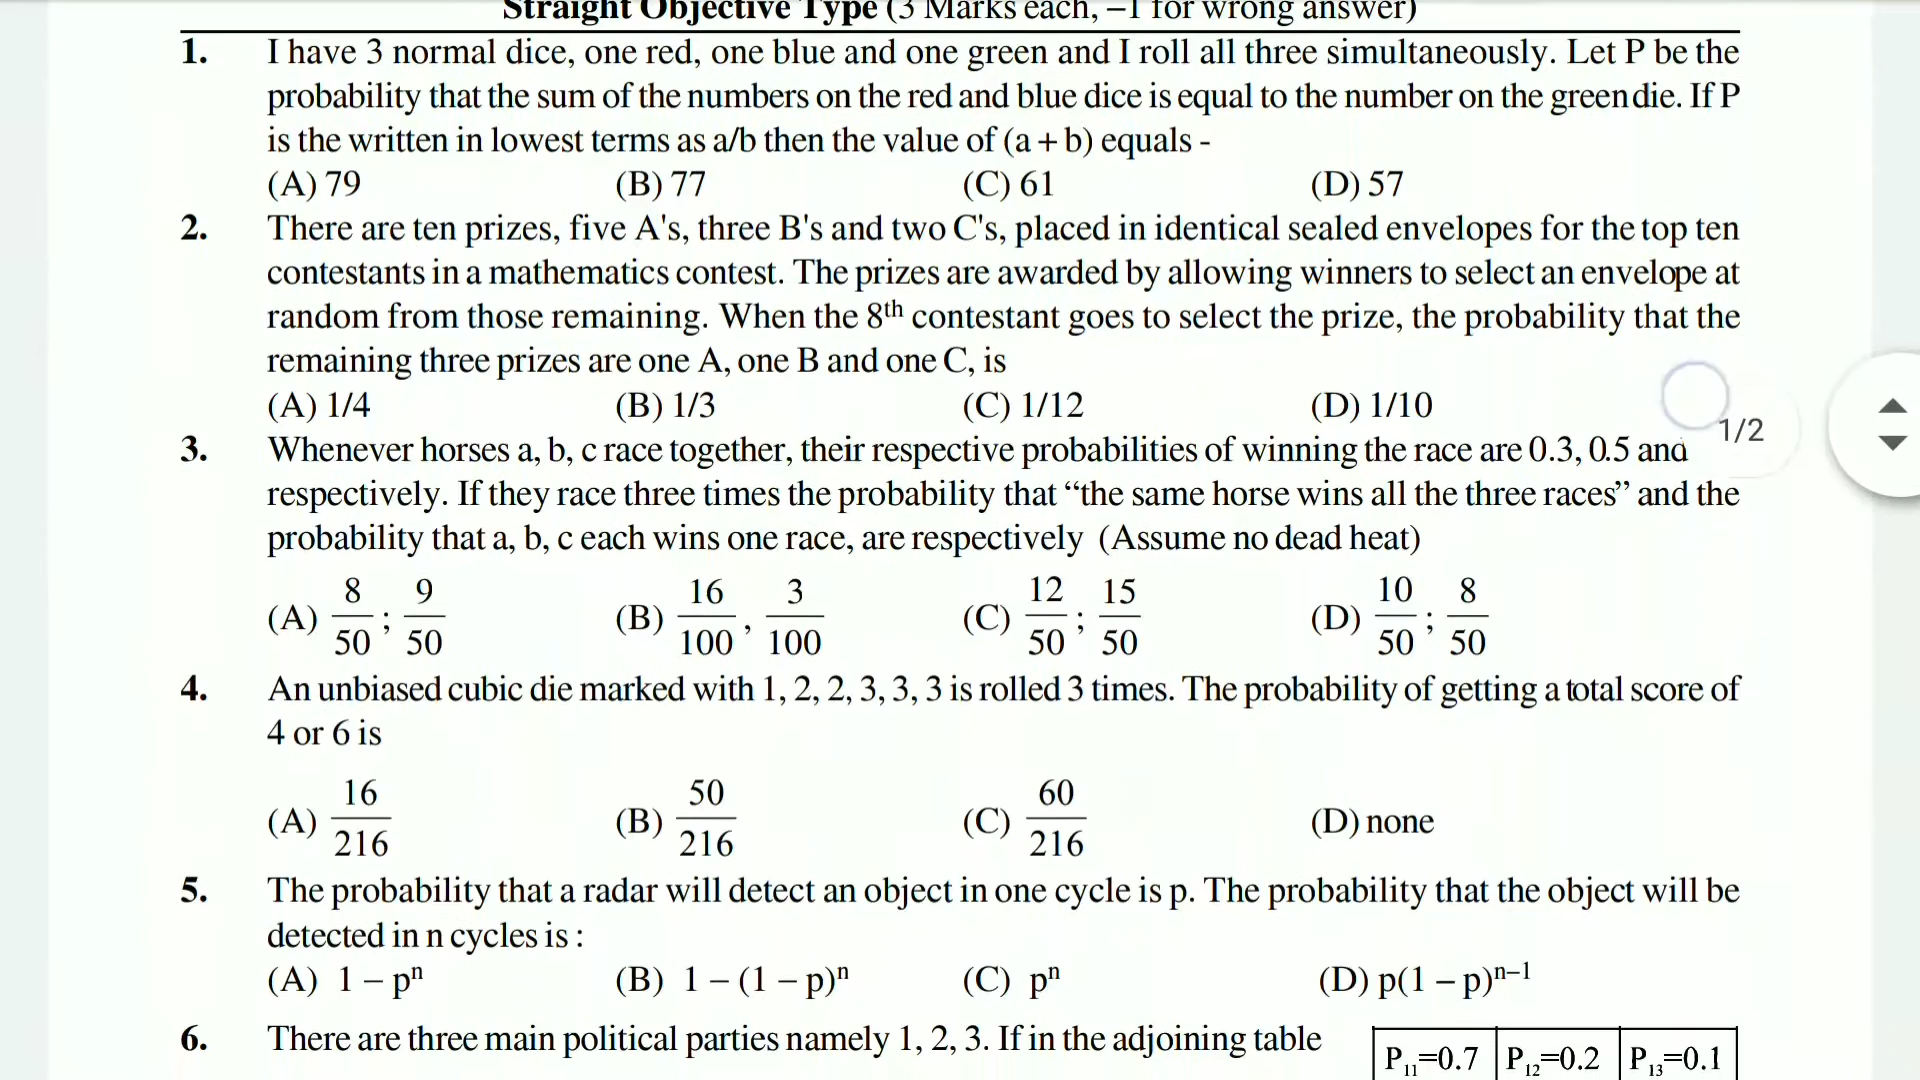 Straight Objective Type (3 Marks each, –1 for wrong answer)
1. I have 3 normal dice, one red, one blue and one green and I roll all three simultaneously. Let P be the
probability that the sum of the numbers on the red and blue dice is equal to the number on the green die. If P
is the written in lowest terms as a/b then the value of (a + b) equals -
(A) 79 (B) 77 (C) 61 (D) 57
2. There are ten prizes, five A's, three B's and two C's, placed in identical sealed envelopes for the top ten
contestants in a mathematics contest. The prizes are awarded by allowing winners to select an envelope at
random from those remaining. When the 8th contestant goes to select the prize, the probability that the
remaining three prizes are one A, one B and one C, is
(A) 1/4 (B) 1/3 (C) 1/12 (D) 1/10
1/2
3. Whenever horses a, b, c race together, their respective probabilities of winning the race are 0.3, 0.5 and
respectively. If they race three times the probability that “the same horse wins all the three races” and the
probability that a, b, c each wins one race, are respectively (Assume no dead heat)
(A) 8/50 ; 9/50 (B) 16/100 , 3/100 (C) 12/50 ; 15/50 (D) 10/50 ; 8/50
4. An unbiased cubic die marked with 1, 2, 2, 3, 3, 3 is rolled 3 times. The probability of getting a total score of
4 or 6 is
(A) 16/216 (B) 50/216 (C) 60/216 (D) none
5. The probability that a radar will detect an object in one cycle is p. The probability that the object will be
detected in n cycles is :
(A) 1 – pⁿ (B) 1 – (1 – p)ⁿ (C) pⁿ (D) p(1 – p)ⁿ⁻¹
6. There are three main political parties namely 1, 2, 3. If in the adjoining table
P₁₁=0.7 P₁₂=0.2 P₁₃=0.1